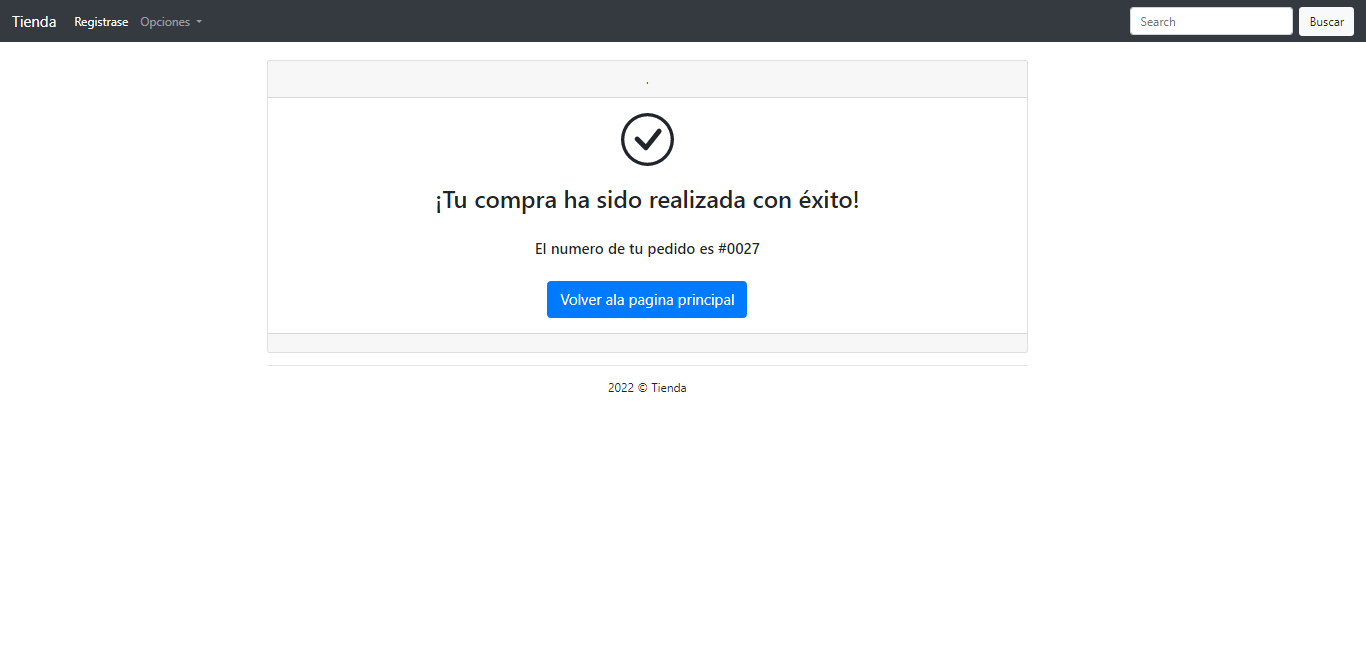 Tienda Registrase Opciones Search Buscar
.
¡Tu compra ha sido realizada con éxito!
El numero de tu pedido es #0027
Volver ala pagina principal
2022 © Tienda